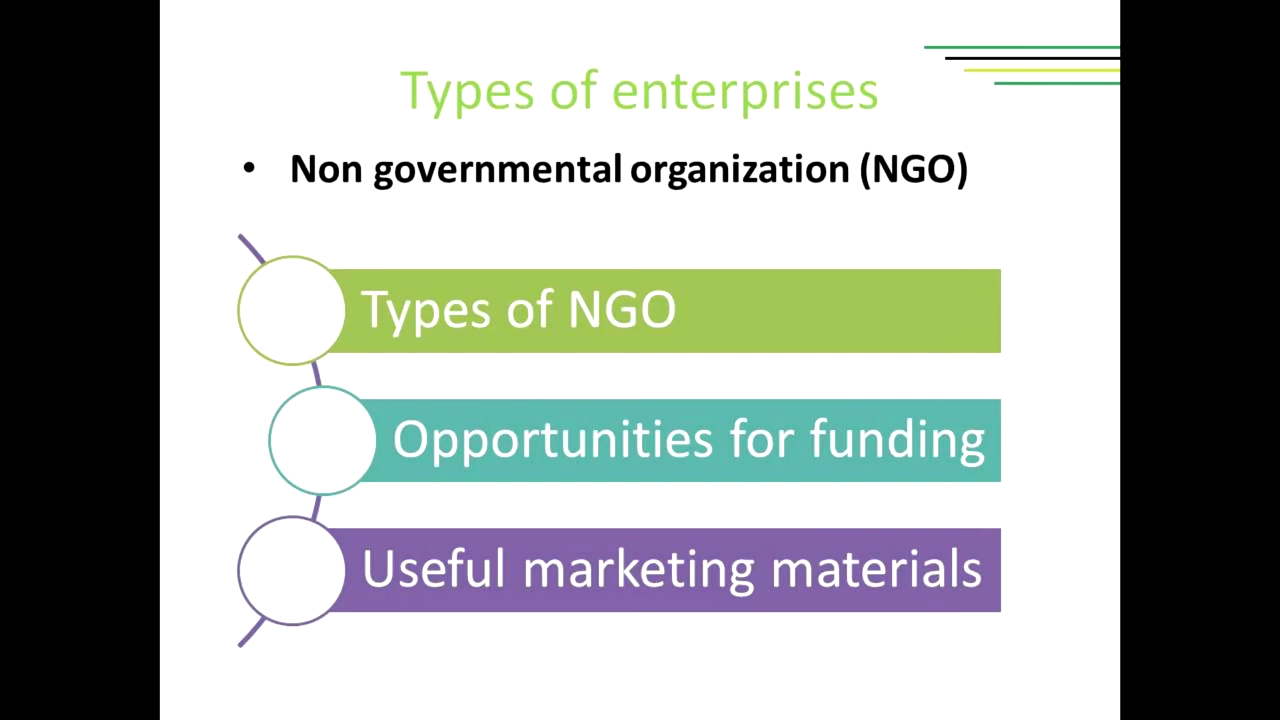 Types of enterprises
• Non governmental organization (NGO)
Types of NGO
Opportunities for funding
Useful marketing materials